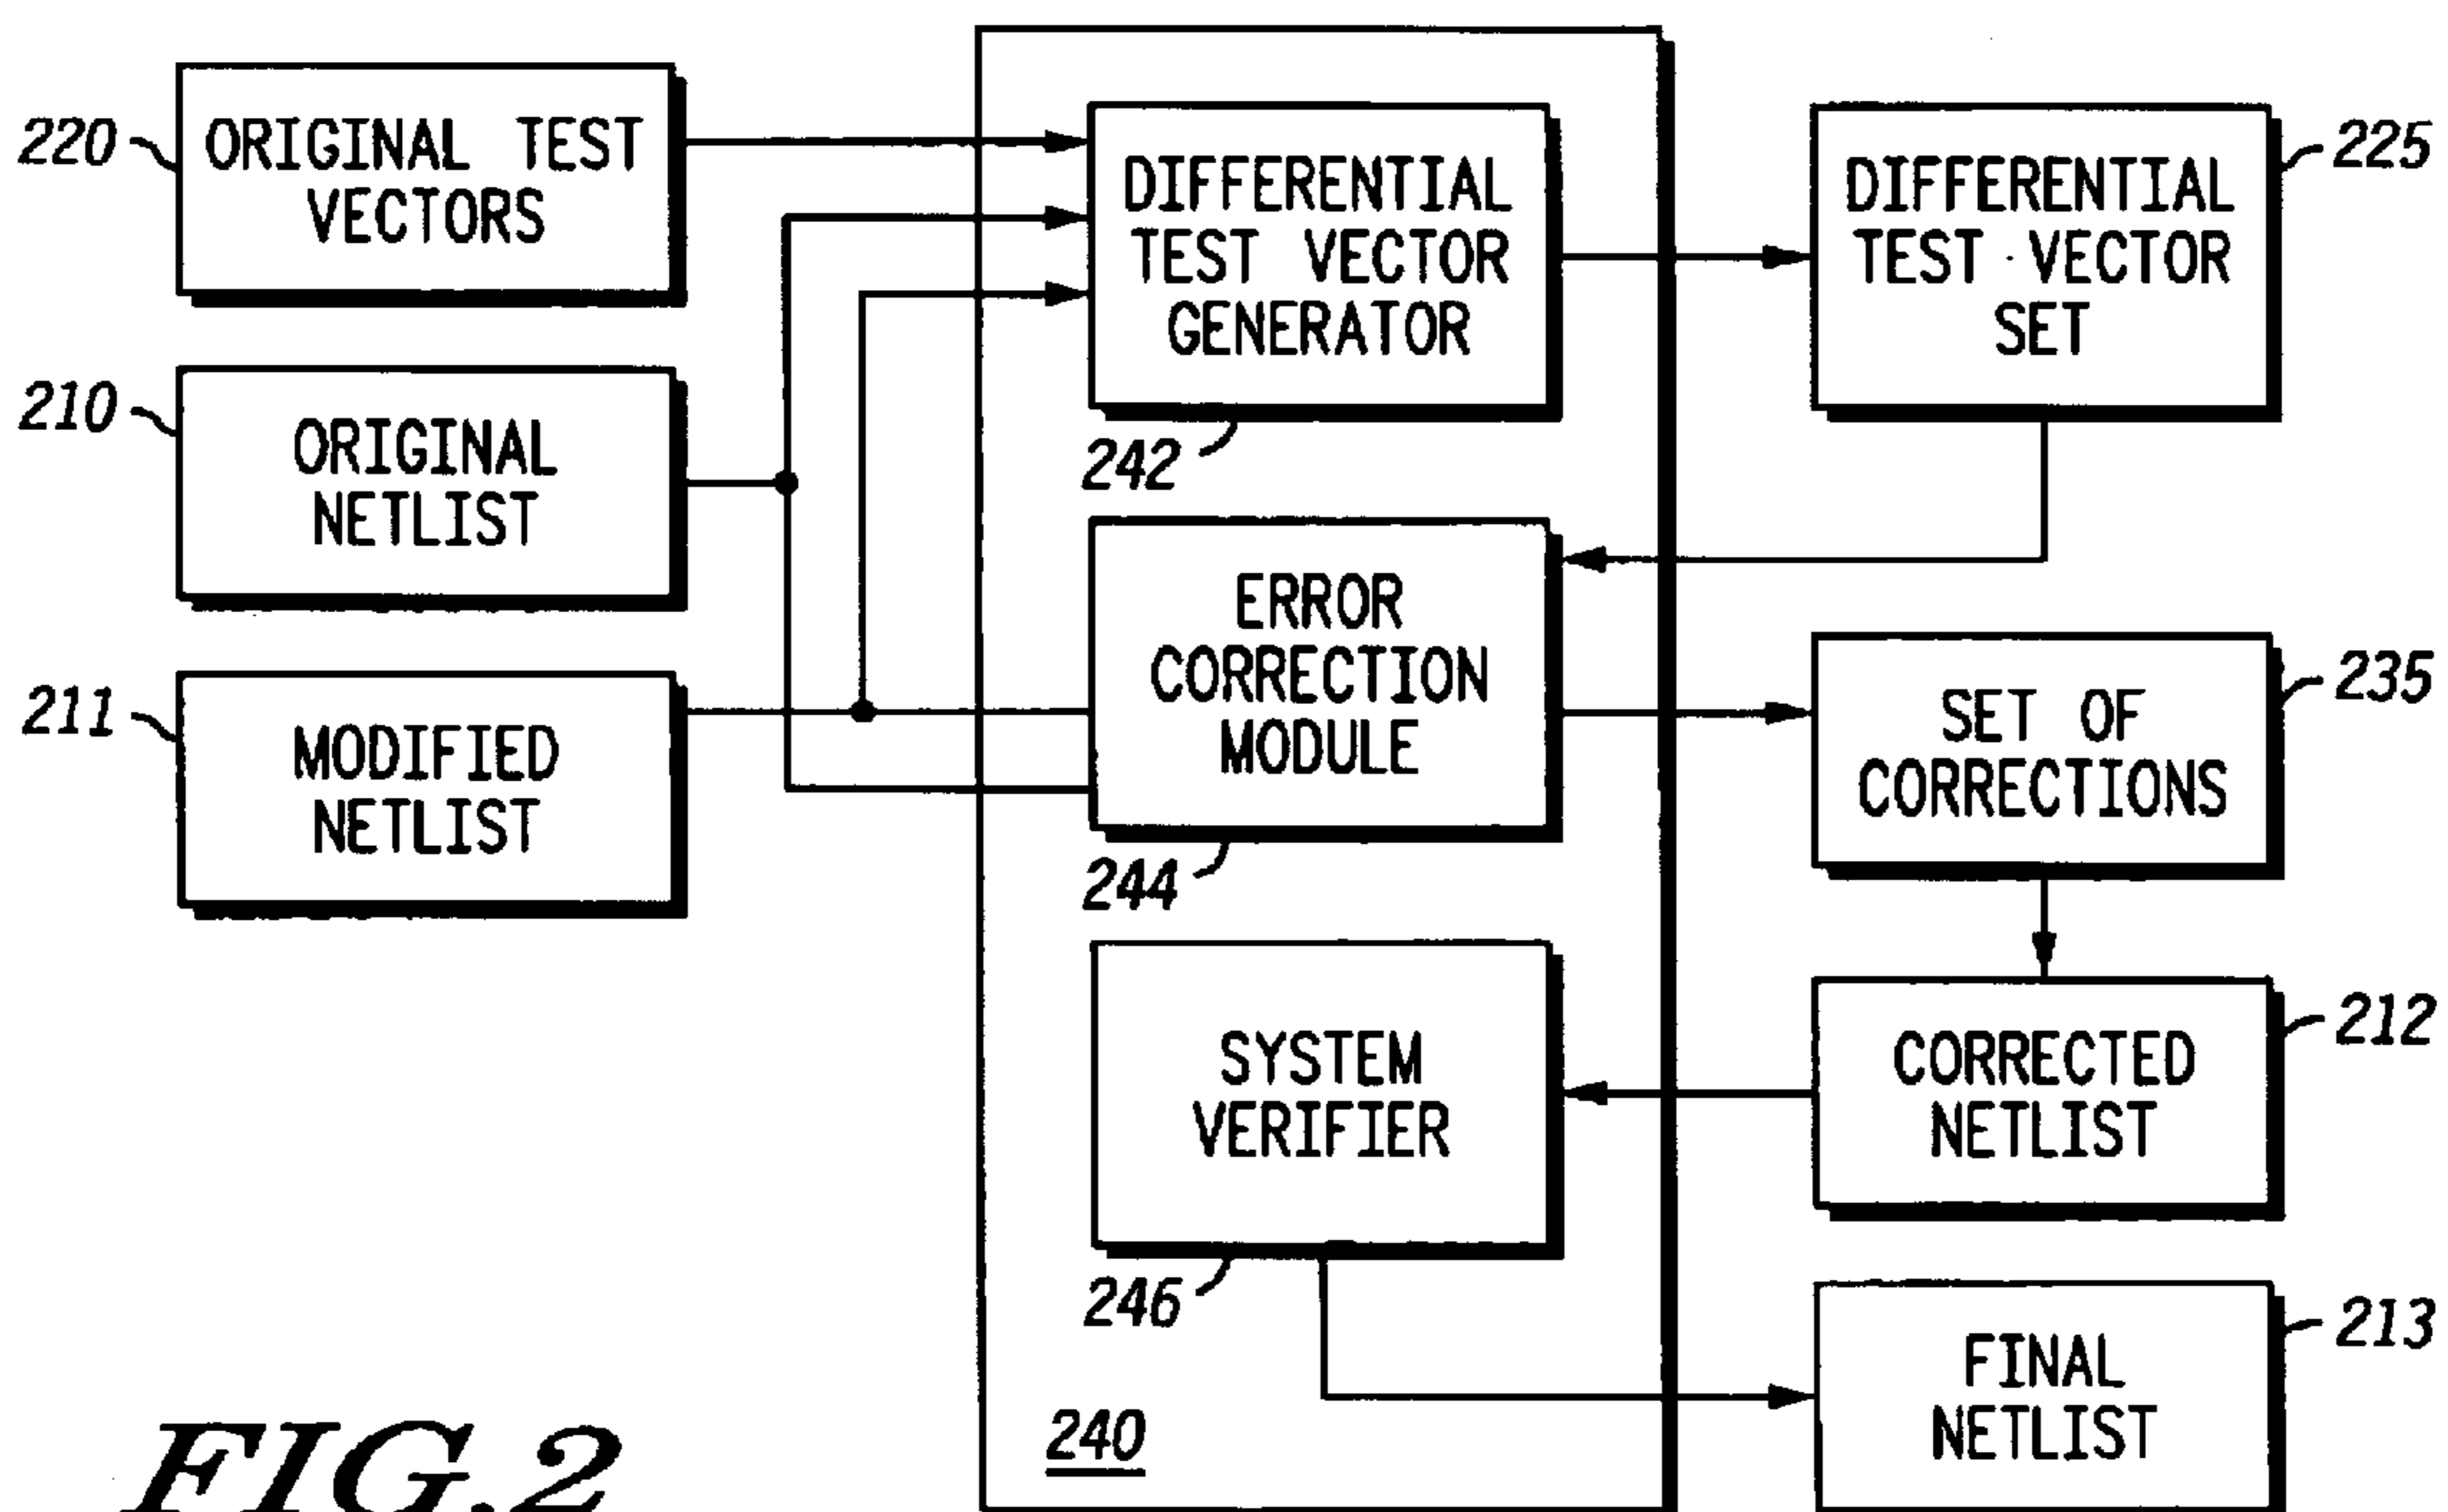 220
ORIGINAL TEST
VECTORS
210
ORIGINAL
NETLIST
211
MODIFIED
NETLIST
DIFFERENTIAL
TEST VECTOR
GENERATOR
242
ERROR
CORRECTION
MODULE
244
SYSTEM
VERIFIER
246
240
DIFFERENTIAL
TEST VECTOR
SET
225
SET OF
CORRECTIONS
235
CORRECTED
NETLIST
212
FINAL
NETLIST
213
FIG.2